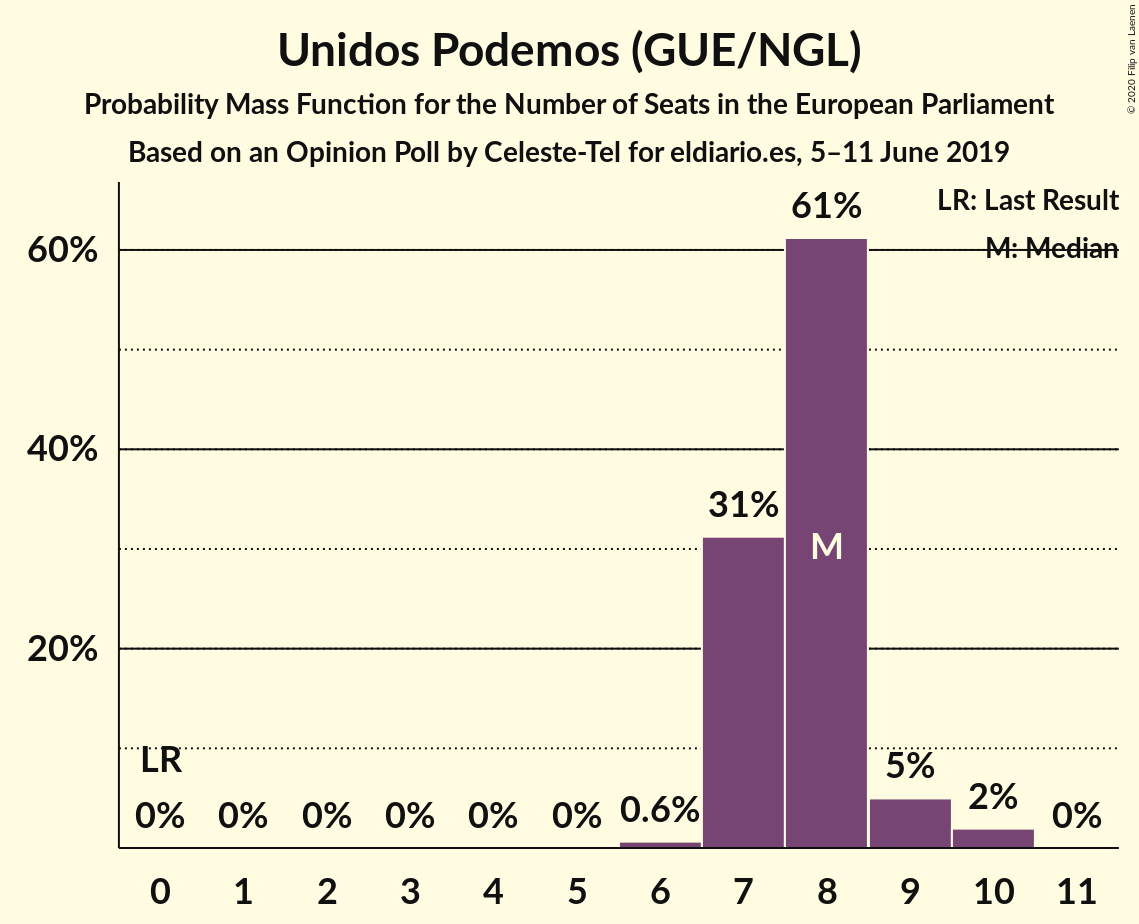 Unidos Podemos (GUE/NGL)
Probability Mass Function for the Number of Seats in the European Parliament
Based on an Opinion Poll by Celeste-Tel for eldiario.es, 5–11 June 2019
© 2020 Filip van Laenen
LR: Last Result
M: Median
60%
40%
20%
61%
31%
M
LR
0% 0% 0% 0% 0% 0% 0.6% 5% 2% 0%
0 1 2 3 4 5 6 7 8 9 10 11